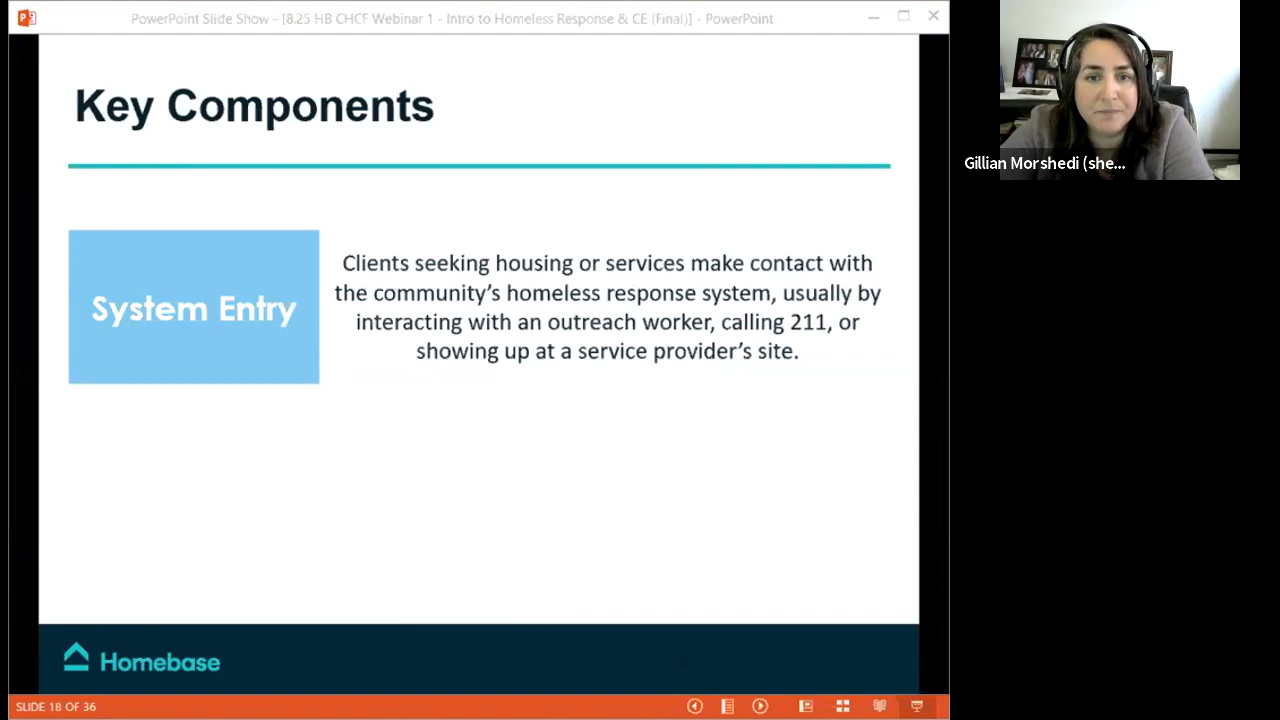 PowerPoint Slide Show - [8.25 HB CHCF Webinar 1 - Intro to Homeless Response & CE (Final)] - PowerPoint
Key Components
System Entry
Clients seeking housing or services make contact with
the community's homeless response system, usually by
interacting with an outreach worker, calling 211, or
showing up at a service provider's site.
Homebase
SLIDE 18 OF 36
Gillian Morshedi (she...